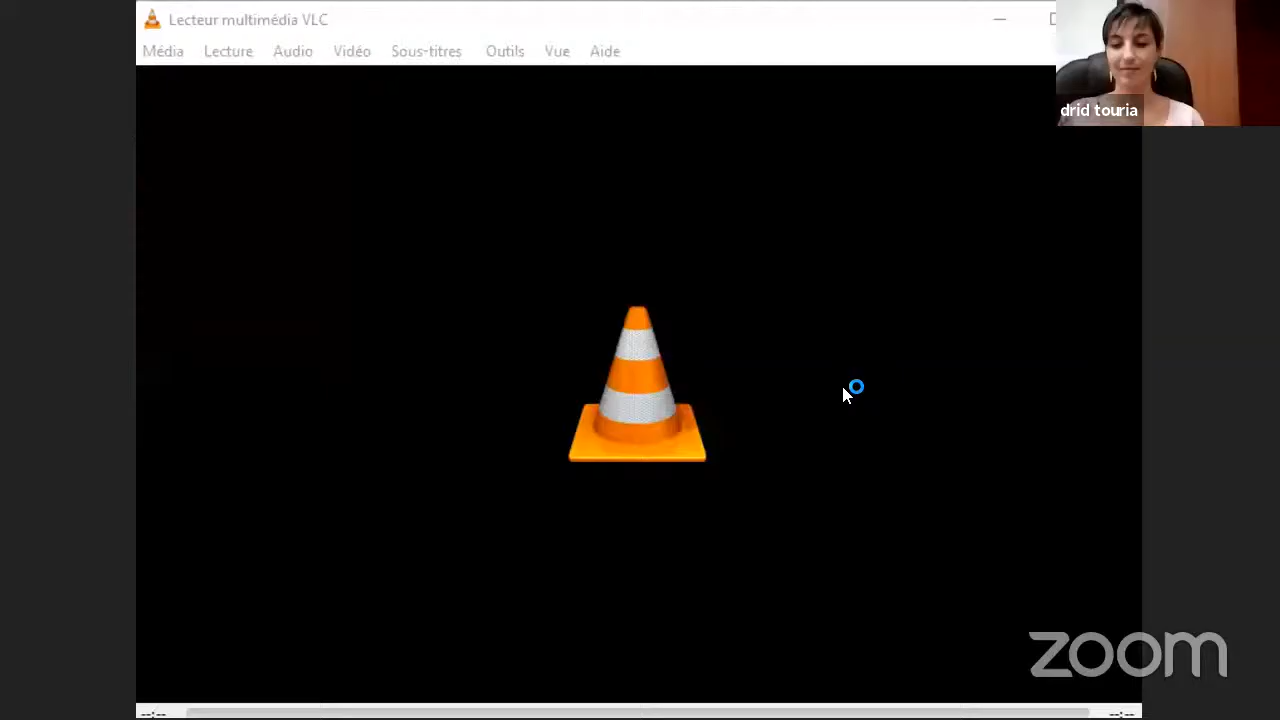 Lecteur multimédia VLC
Média Lecture Audio Vidéo Sous-titres Outils Vue Aide
drid touria
zoom
--:-- --:--